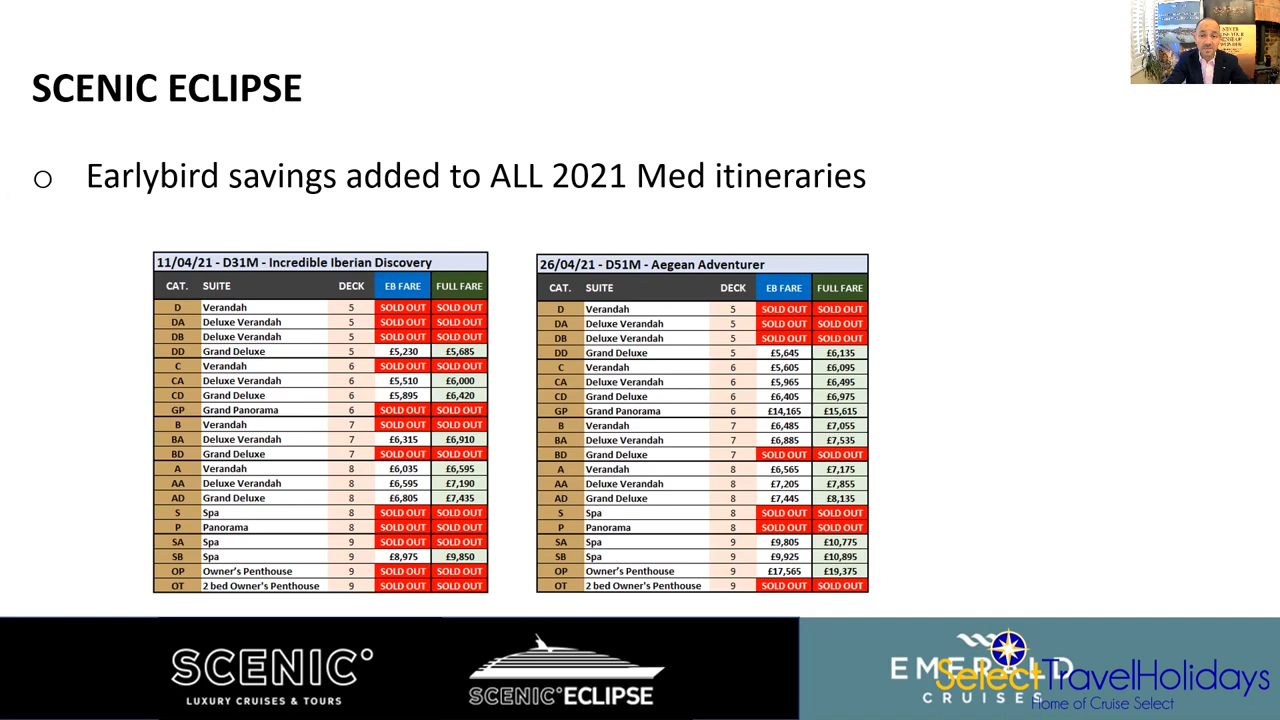 SCENIC ECLIPSE
o Earlybird savings added to ALL 2021 Med itineraries
11/04/21 - D31M - Incredible Iberian Discovery
CAT. SUITE DECK EB FARE FULL FARE
D Verandah 5 SOLD OUT SOLD OUT
DA Deluxe Verandah 5 SOLD OUT SOLD OUT
DB Deluxe Verandah 5 SOLD OUT SOLD OUT
DD Grand Deluxe 5 £5,230 £5,685
C Verandah 6 SOLD OUT SOLD OUT
CA Deluxe Verandah 6 £5,510 £6,000
CD Grand Deluxe 6 £5,895 £6,420
GP Grand Panorama 6 SOLD OUT SOLD OUT
B Verandah 7 SOLD OUT SOLD OUT
BA Deluxe Verandah 7 £6,315 £6,910
BD Grand Deluxe 7 SOLD OUT SOLD OUT
A Verandah 8 £6,035 £6,595
AA Deluxe Verandah 8 £6,595 £7,190
AD Grand Deluxe 8 £6,805 £7,435
S Spa 8 SOLD OUT SOLD OUT
P Panorama 8 SOLD OUT SOLD OUT
SA Spa 9 SOLD OUT SOLD OUT
SB Spa 9 £8,975 £9,850
OP Owner's Penthouse 9 SOLD OUT SOLD OUT
OT 2 bed Owner's Penthouse 9 SOLD OUT SOLD OUT
26/04/21 - D51M - Aegean Adventurer
CAT. SUITE DECK EB FARE FULL FARE
D Verandah 5 SOLD OUT SOLD OUT
DA Deluxe Verandah 5 SOLD OUT SOLD OUT
DB Deluxe Verandah 5 SOLD OUT SOLD OUT
DD Grand Deluxe 5 £5,645 £6,135
C Verandah 6 £5,605 £6,095
CA Deluxe Verandah 6 £5,965 £6,495
CD Grand Deluxe 6 £6,405 £6,975
GP Grand Panorama 6 £14,165 £15,615
B Verandah 7 £6,485 £7,055
BA Deluxe Verandah 7 £6,885 £7,535
BD Grand Deluxe 7 SOLD OUT SOLD OUT
A Verandah 8 £6,565 £7,175
AA Deluxe Verandah 8 £7,205 £7,855
AD Grand Deluxe 8 £7,445 £8,135
S Spa 8 SOLD OUT SOLD OUT
P Panorama 8 SOLD OUT SOLD OUT
SA Spa 9 £9,805 £10,775
SB Spa 9 £9,925 £10,895
OP Owner's Penthouse 9 £17,565 £19,375
OT 2 bed Owner's Penthouse 9 SOLD OUT SOLD OUT
SCENIC°
LUXURY CRUISES & TOURS
SCENIC°ECLIPSE
EMERALD
CRUISES
SelectTravelHolidays
Home of Cruise Select